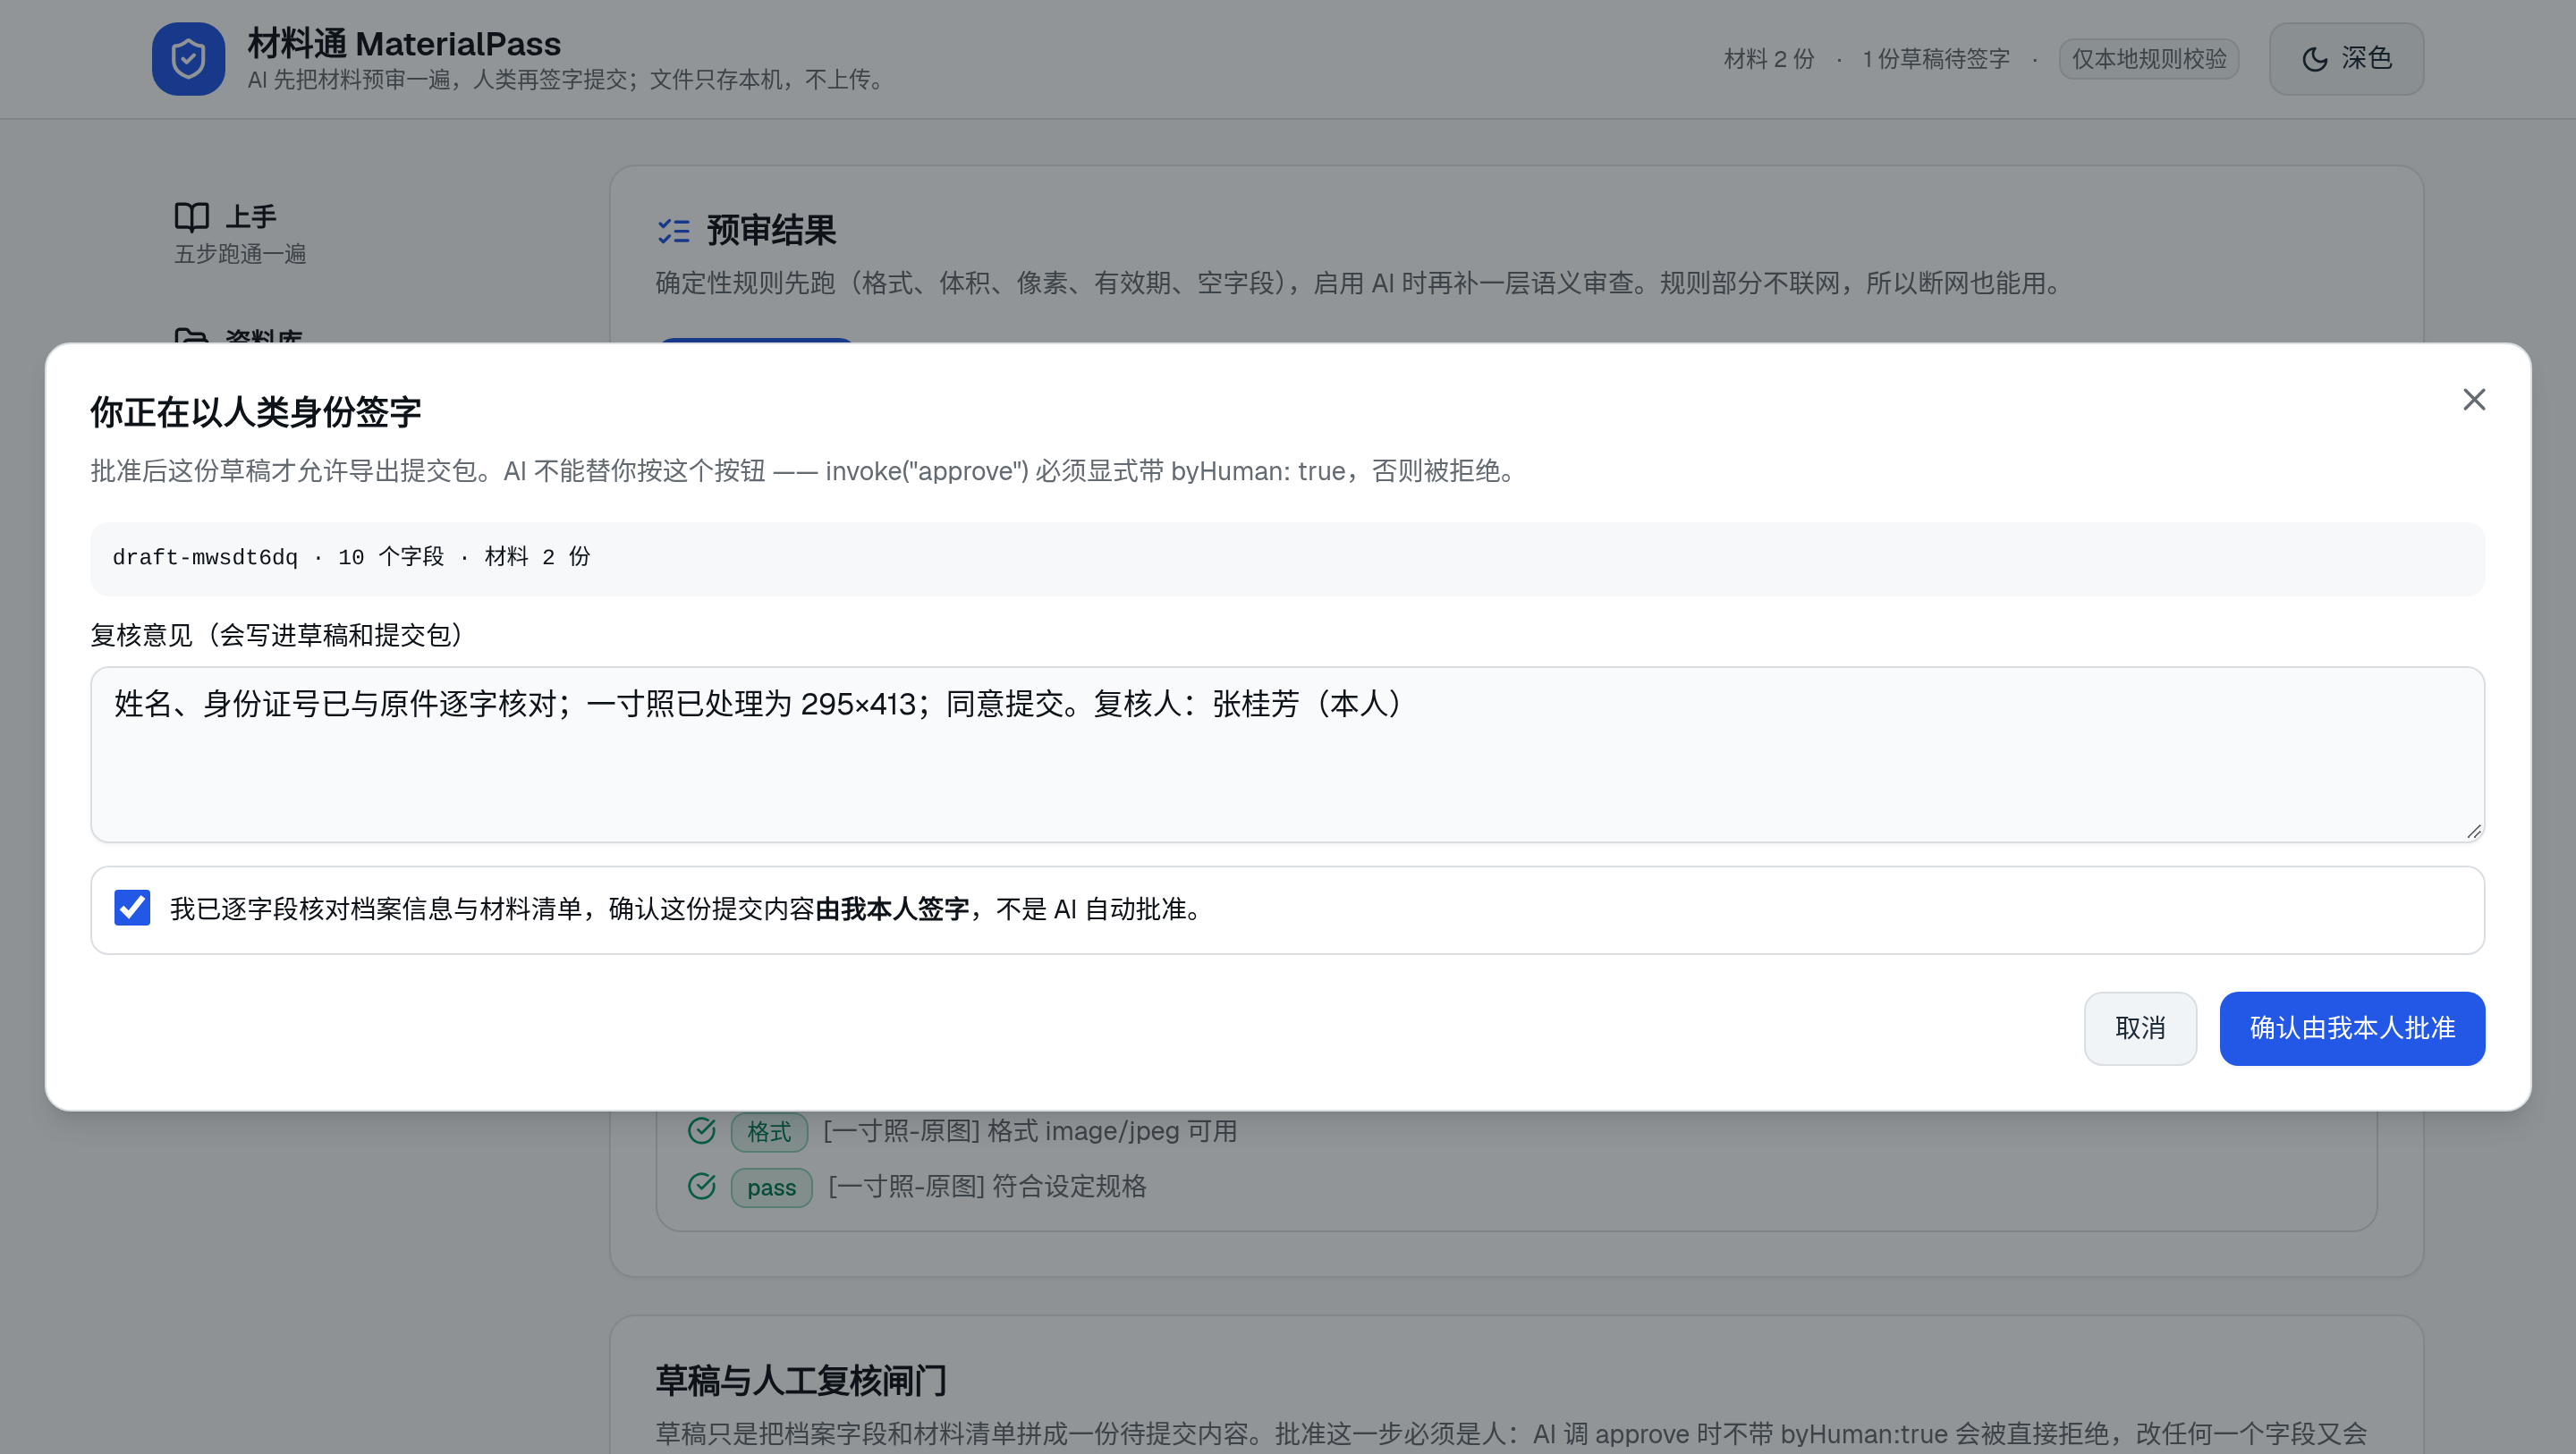 材料通 MaterialPass
AI 先把材料预审一遍，人类再签字提交；文件只存本机，不上传。
材料 2 份 · 1 份草稿待签字 · 仅本地规则校验
深色
上手
五步跑通一遍
资料库
预审结果
确定性规则先跑（格式、体积、像素、有效期、空字段），启用 AI 时再补一层语义审查。规则部分不联网，所以断网也能用。
你正在以人类身份签字
批准后这份草稿才允许导出提交包。AI 不能替你按这个按钮 —— invoke("approve") 必须显式带 byHuman: true，否则被拒绝。
draft-mwsdt6dq · 10 个字段 · 材料 2 份
复核意见（会写进草稿和提交包）
姓名、身份证号已与原件逐字核对；一寸照已处理为 295×413；同意提交。复核人：张桂芳（本人）
我已逐字段核对档案信息与材料清单，确认这份提交内容由我本人签字，不是 AI 自动批准。
取消
确认由我本人批准
格式 [一寸照-原图] 格式 image/jpeg 可用
pass [一寸照-原图] 符合设定规格
草稿与人工复核闸门
草稿只是把档案字段和材料清单拼成一份待提交内容。批准这一步必须是人：AI 调 approve 时不带 byHuman:true 会被直接拒绝，改任何一个字段又会